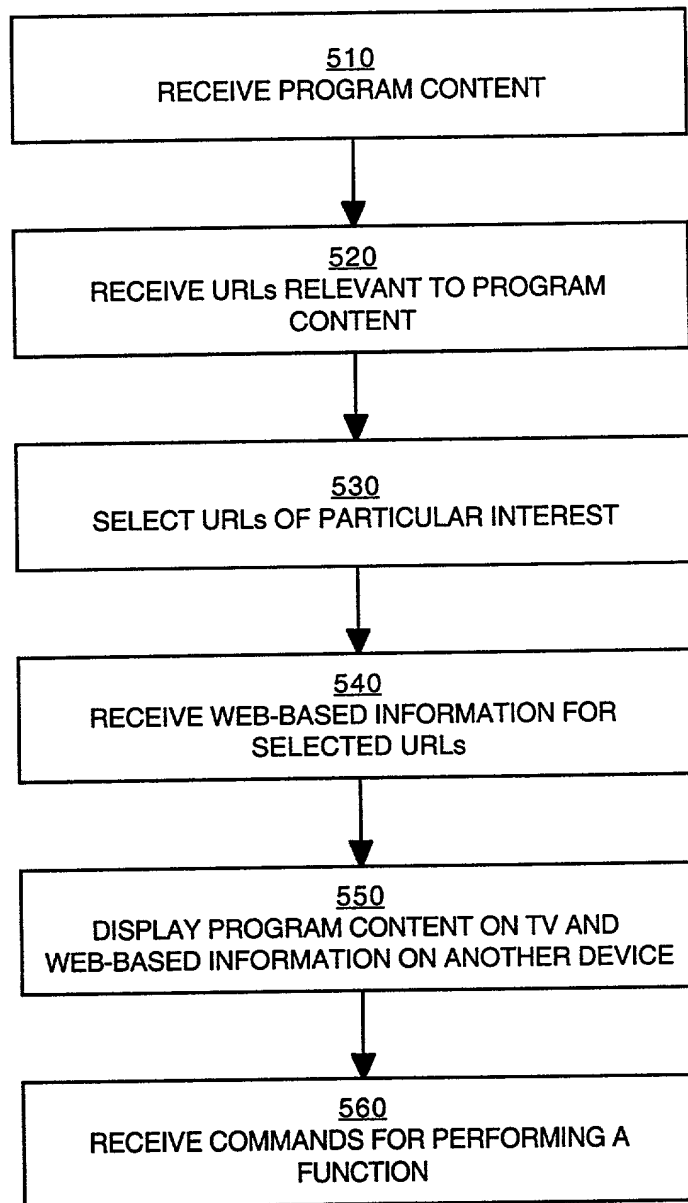 510
RECEIVE PROGRAM CONTENT
520
RECEIVE URLs RELEVANT TO PROGRAM
CONTENT
530
SELECT URLs OF PARTICULAR INTEREST
540
RECEIVE WEB-BASED INFORMATION FOR
SELECTED URLs
550
DISPLAY PROGRAM CONTENT ON TV AND
WEB-BASED INFORMATION ON ANOTHER DEVICE
560
RECEIVE COMMANDS FOR PERFORMING A
FUNCTION